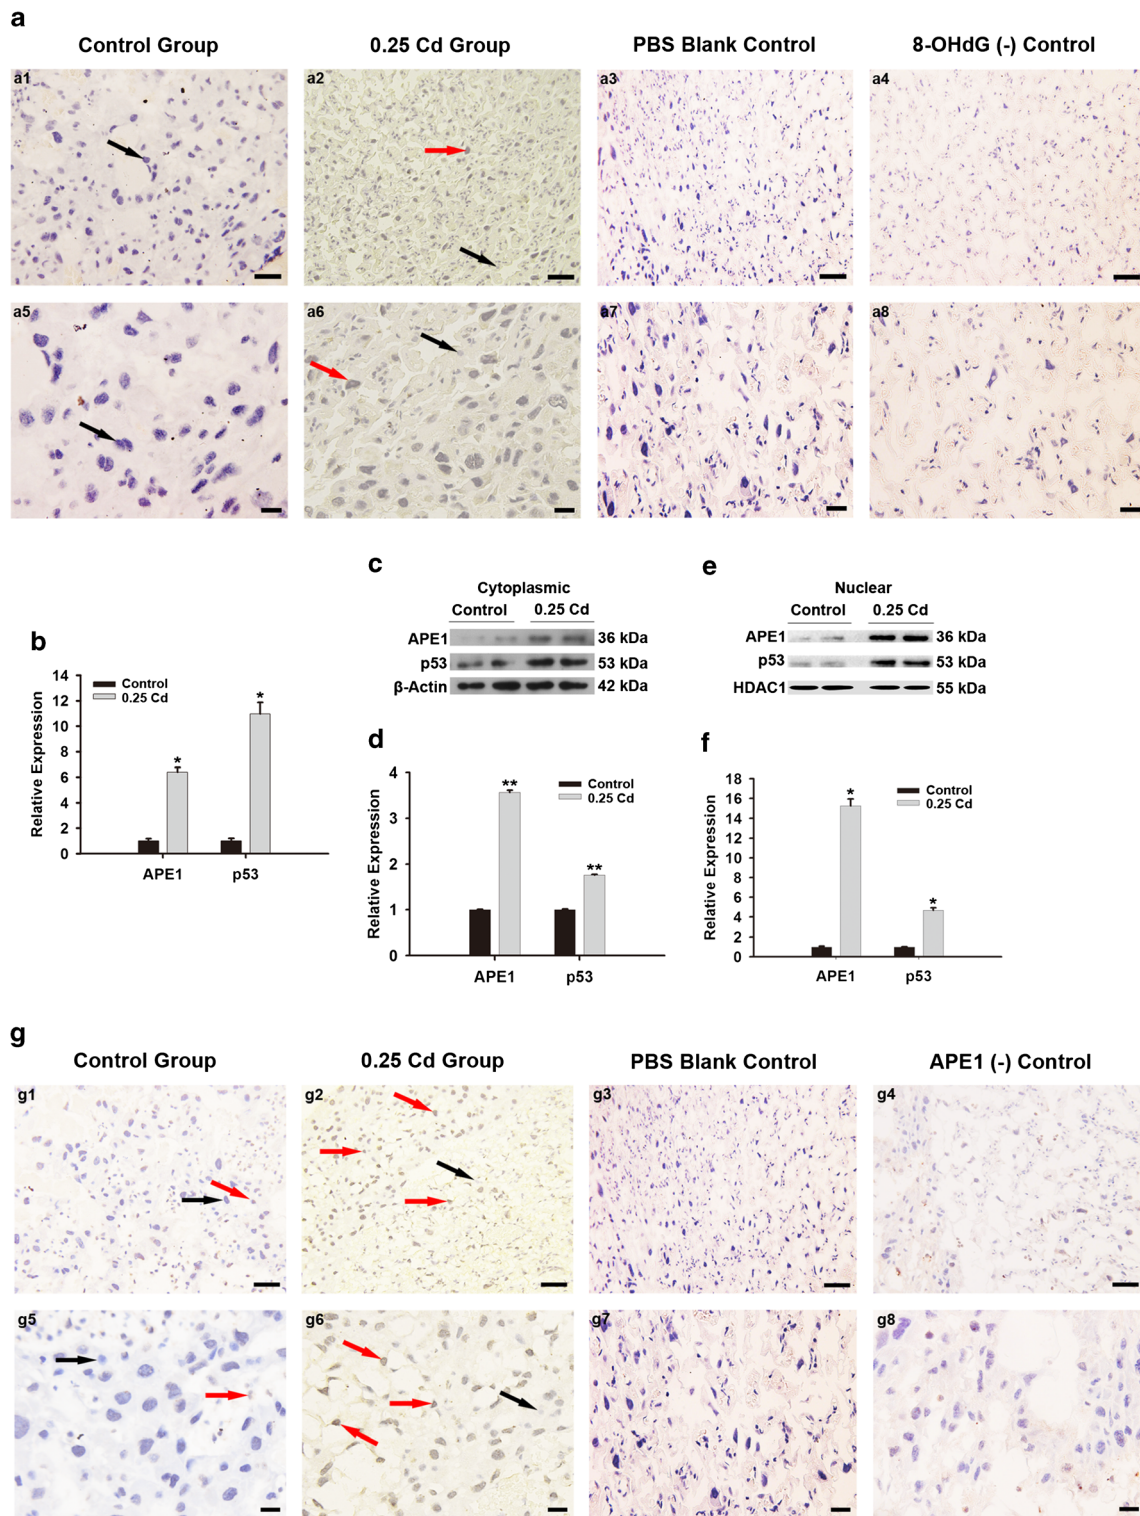 a
Control Group 0.25 Cd Group PBS Blank Control 8-OHdG (-) Control
a1 a2 a3 a4
a5 a6 a7 a8
b
14
12
10
8
6
4
2
0
Relative Expression
Control
0.25 Cd
*
*
APE1 p53
c
Cytoplasmic
Control 0.25 Cd
APE1 36 kDa
p53 53 kDa
β-Actin 42 kDa
d
4
3
2
1
0
Relative Expression
Control
0.25 Cd
**
**
APE1 p53
e
Nuclear
Control 0.25 Cd
APE1 36 kDa
p53 53 kDa
HDAC1 55 kDa
f
18
16
14
12
10
8
6
4
2
0
Relative Expression
Control
0.25 Cd
*
*
APE1 p53
g
Control Group 0.25 Cd Group PBS Blank Control APE1 (-) Control
g1 g2 g3 g4
g5 g6 g7 g8